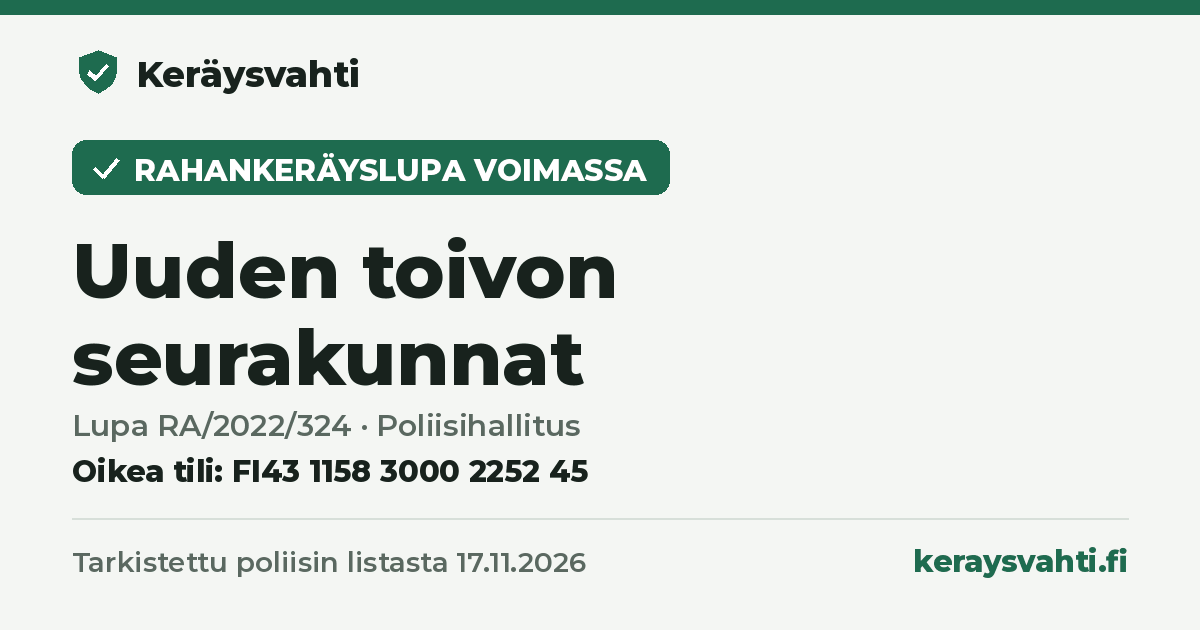 Keräysvahti
RAHANKERÄYSLUPA VOIMASSA
Uuden toivon
seurakunnat
Lupa RA/2022/324 · Poliisihallitus
Oikea tili: FI43 1158 3000 2252 45
Tarkistettu poliisin listasta 17.11.2026
keraysvahti.fi